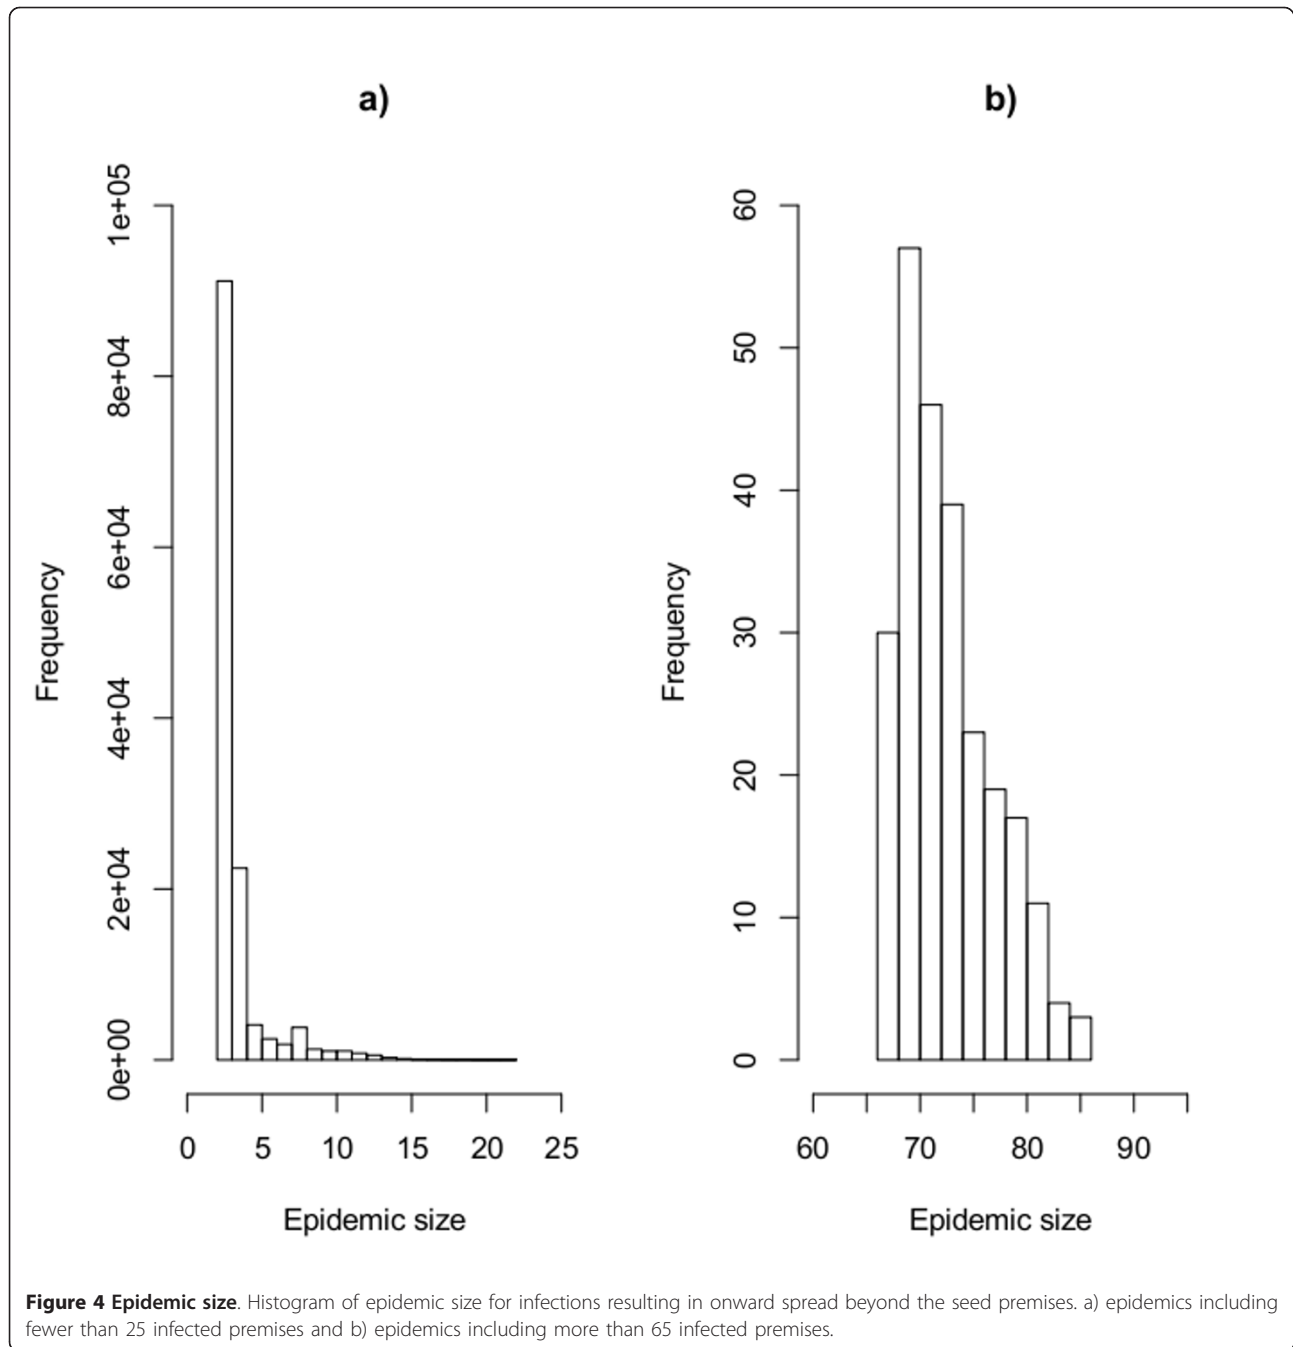 a)
Frequency
0e+00 2e+04 4e+04 6e+04 8e+04 1e+05
0 5 10 15 20 25
Epidemic size
b)
Frequency
0 10 20 30 40 50 60
60 70 80 90
Epidemic size
Figure 4 Epidemic size. Histogram of epidemic size for infections resulting in onward spread beyond the seed premises. a) epidemics including
fewer than 25 infected premises and b) epidemics including more than 65 infected premises.